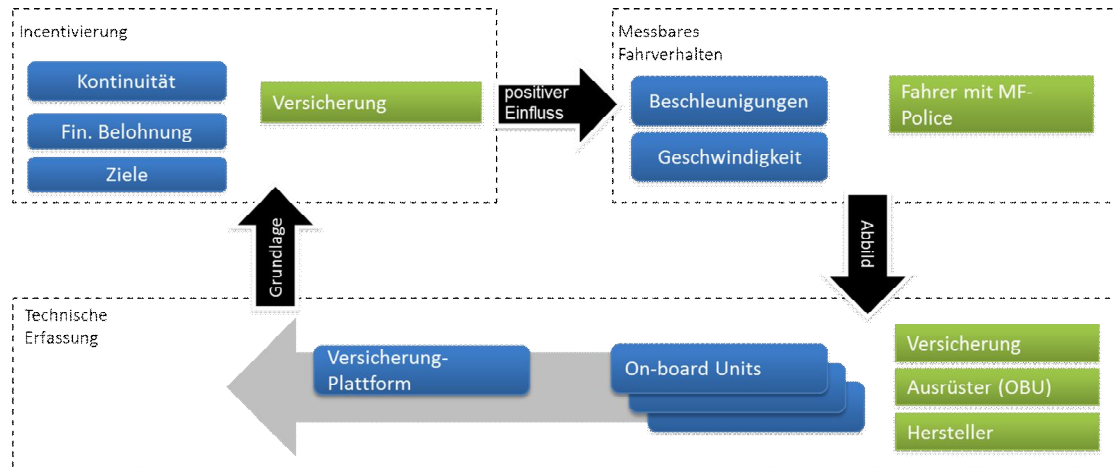 Incentivierung
Kontinuität
Fin. Belohnung
Ziele
Versicherung
positiver
Einfluss
Messbares
Fahrverhalten
Beschleunigungen
Geschwindigkeit
Fahrer mit MF-
Police
Grundlage
Abbild
Technische
Erfassung
Versicherung-
Plattform
On-board Units
Versicherung
Ausrüster (OBU)
Hersteller